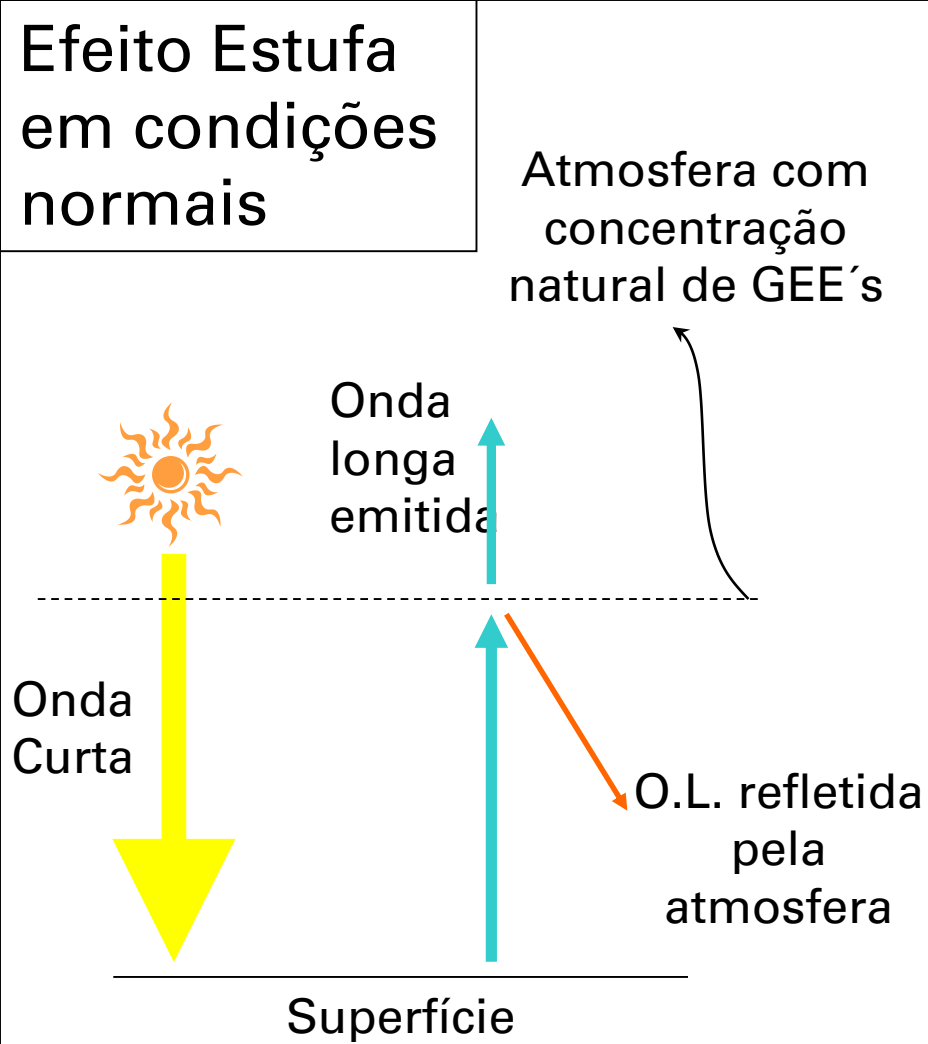 Efeito Estufa
em condições
normais
Atmosfera com
concentração
natural de GEE´s
Onda
longa
emitida
Onda
Curta
O.L. refletida
pela
atmosfera
Superfície